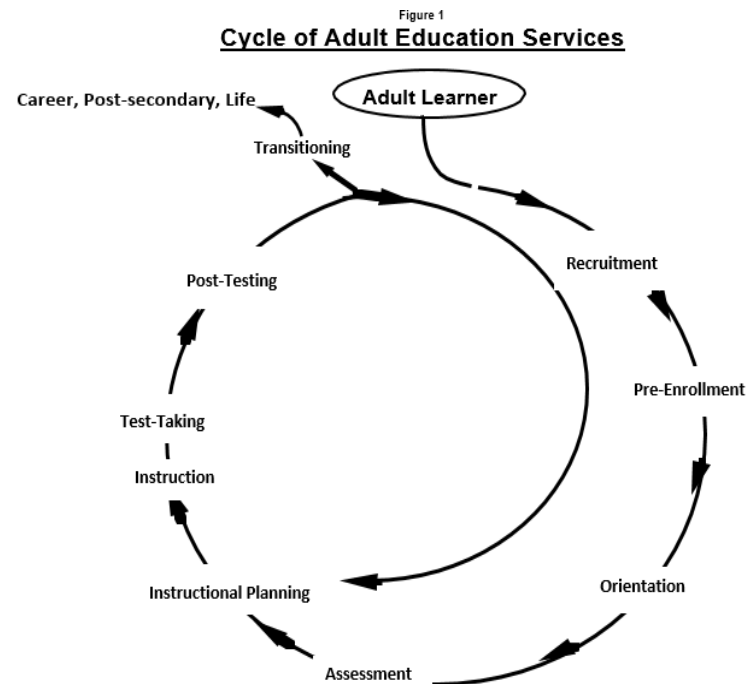 Figure 1
Cycle of Adult Education Services
Adult Learner
Career, Post-secondary, Life
Transitioning
Recruitment
Post-Testing
Pre-Enrollment
Test-Taking
Instruction
Orientation
Instructional Planning
Assessment